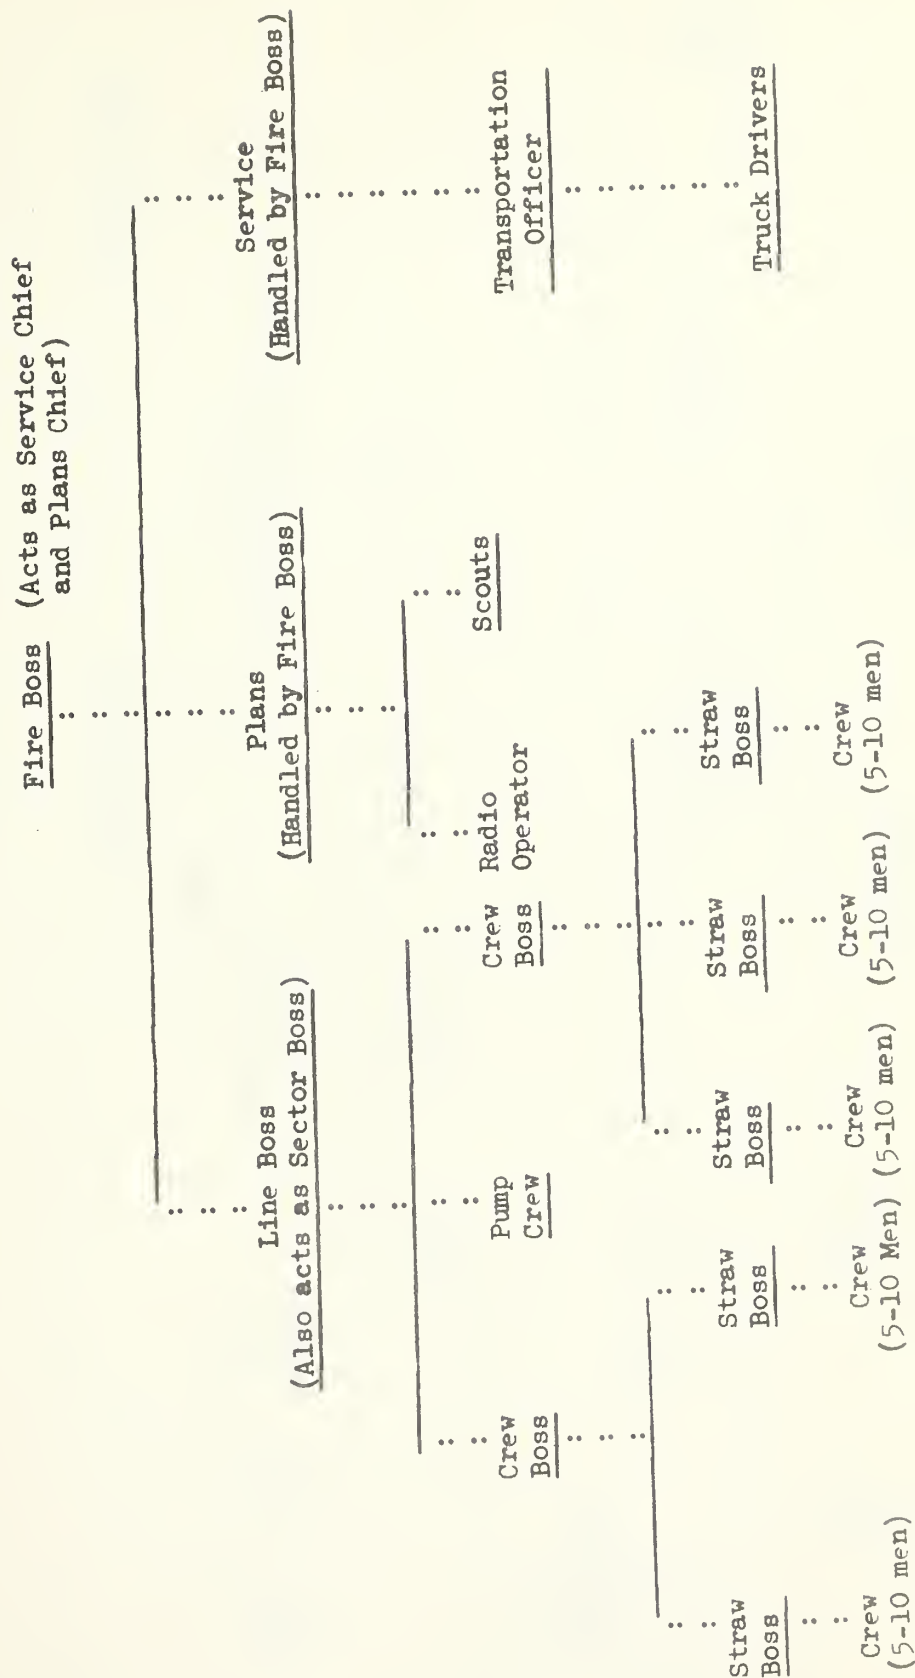 Fire Boss (Acts as Service Chief
and Plans Chief)
Line Boss
(Also acts as Sector Boss)
Plans
(Handled by Fire Boss)
Service
(Handled by Fire Boss)
Crew
Boss
Pump
Crew
Crew
Boss
Radio
Operator
Scouts
Transportation
Officer
Straw
Boss
Straw
Boss
Straw
Boss
Straw
Boss
Straw
Boss
Truck Drivers
Crew
(5-10 men)
Crew
(5-10 Men)
Crew
(5-10 men)
Crew
(5-10 men)
Crew
(5-10 men)